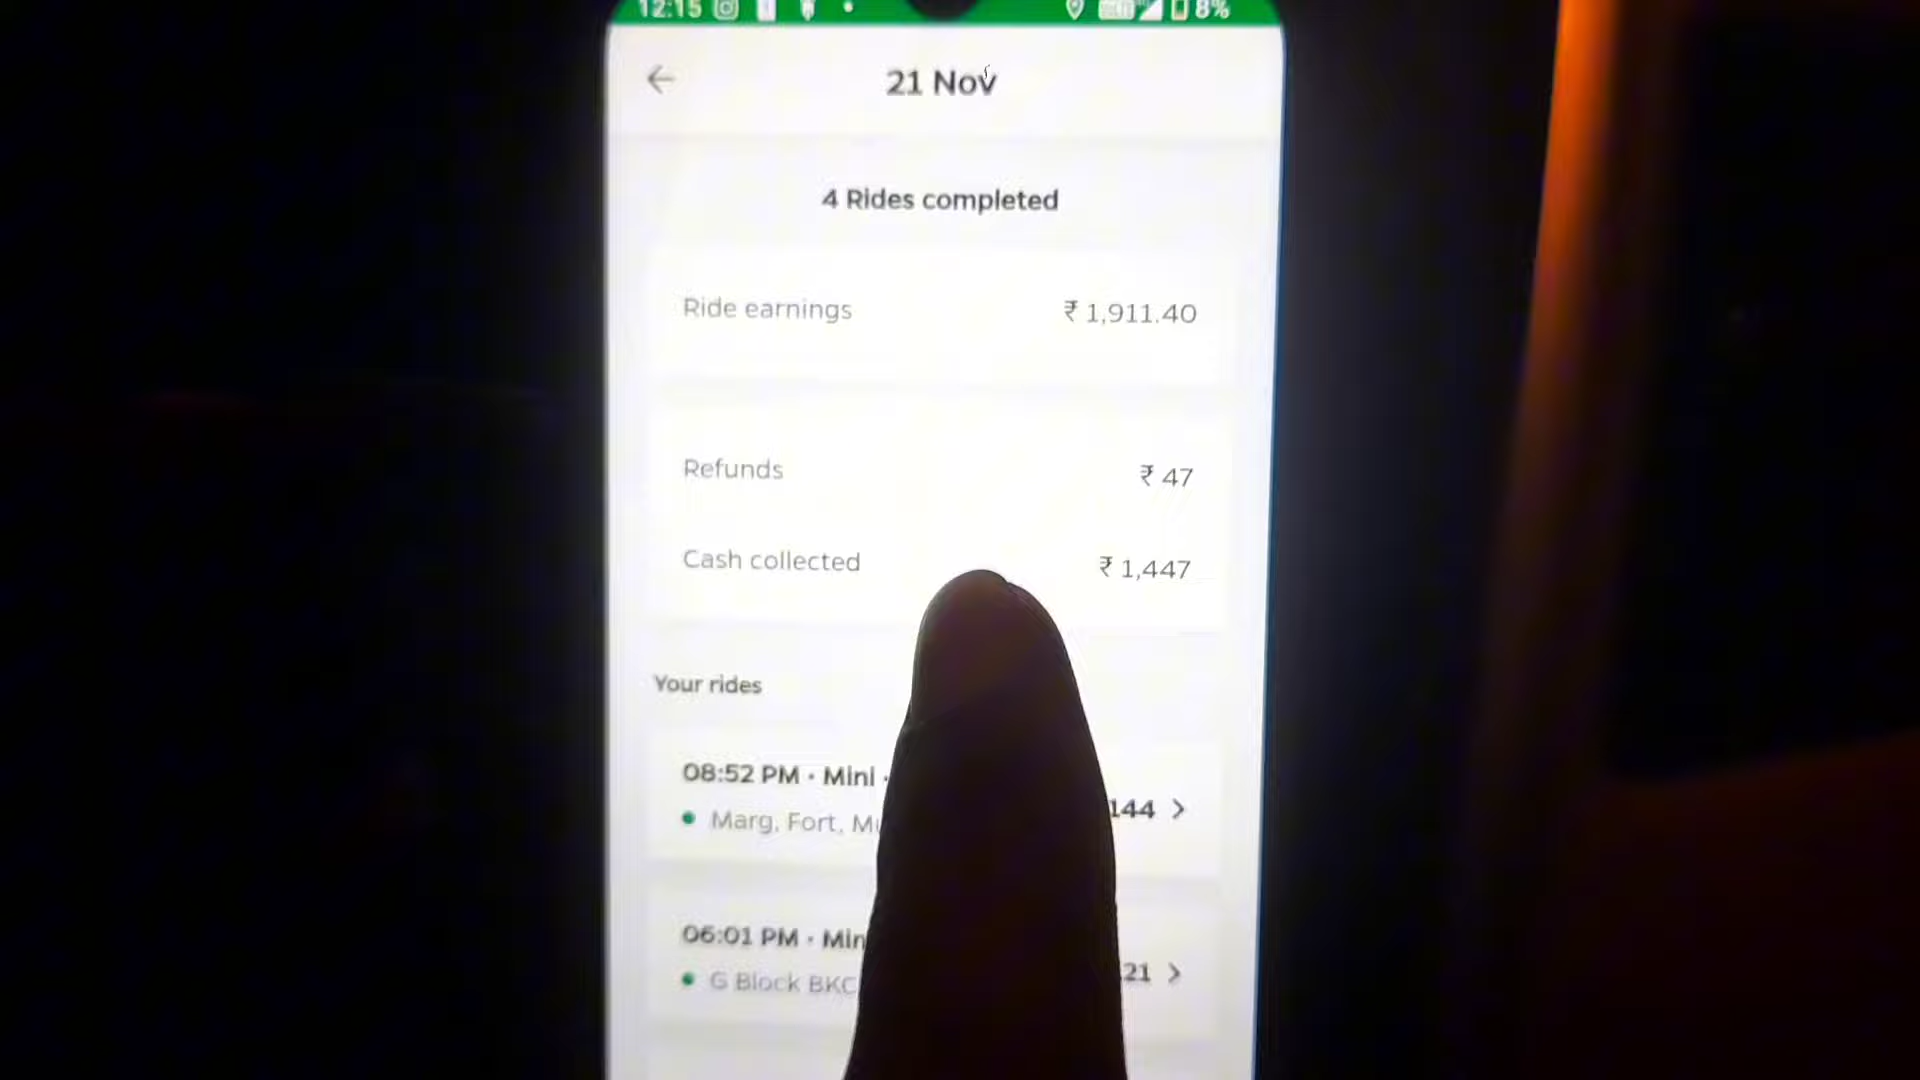 12:15 8%
21 Nov
4 Rides completed
Ride earnings ₹ 1,911.40
Refunds ₹ 47
Cash collected ₹ 1,447
Your rides
08:52 PM · Mini ·
Marg, Fort, 144
06:01 PM ·
G Block BKC 21